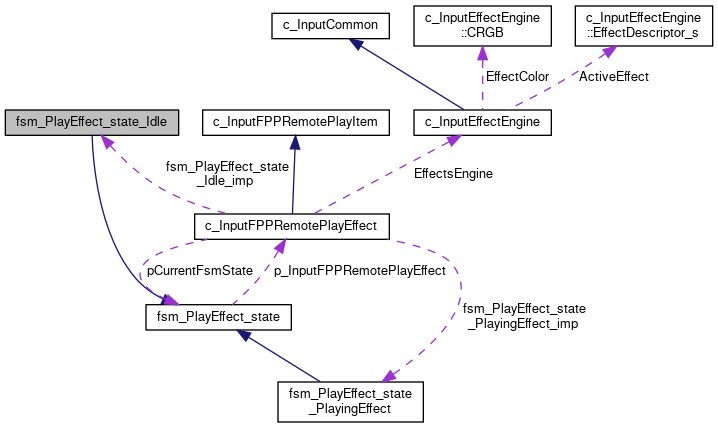 c_InputCommon
c_InputEffectEngine
::CRGB
c_InputEffectEngine
::EffectDescriptor_s
EffectColor
ActiveEffect
fsm_PlayEffect_state_Idle
c_InputFPPRemotePlayItem
c_InputEffectEngine
fsm_PlayEffect_state
_Idle_imp
EffectsEngine
c_InputFPPRemotePlayEffect
pCurrentFsmState
p_InputFPPRemotePlayEffect
fsm_PlayEffect_state
_PlayingEffect_imp
fsm_PlayEffect_state
fsm_PlayEffect_state
_PlayingEffect